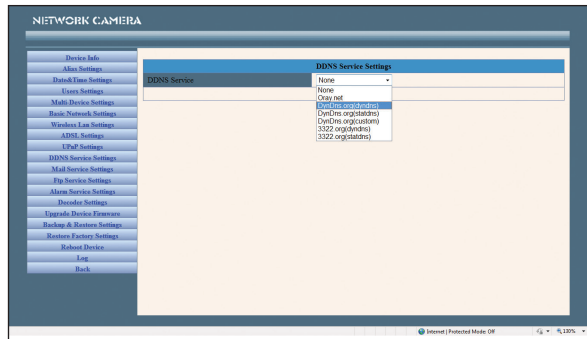 NETWORK CAMERA
Device Info
Alias Settings
Date&Time Settings
Users Settings
Multi-Device Settings
Basic Network Settings
Wireless Lan Settings
ADSL Settings
UPnP Settings
DDNS Service Settings
Mail Service Settings
Ftp Service Settings
Alarm Service Settings
Decoder Settings
Upgrade Device Firmware
Backup & Restore Settings
Restore Factory Settings
Reboot Device
Log
Back
DDNS Service Settings
DDNS Service
None
None
Oray.net
DynDns.org(dyndns)
DynDns.org(statdns)
DynDns.org(custom)
3322.org(dyndns)
3322.org(statdns)
Internet | Protected Mode: Off
130%